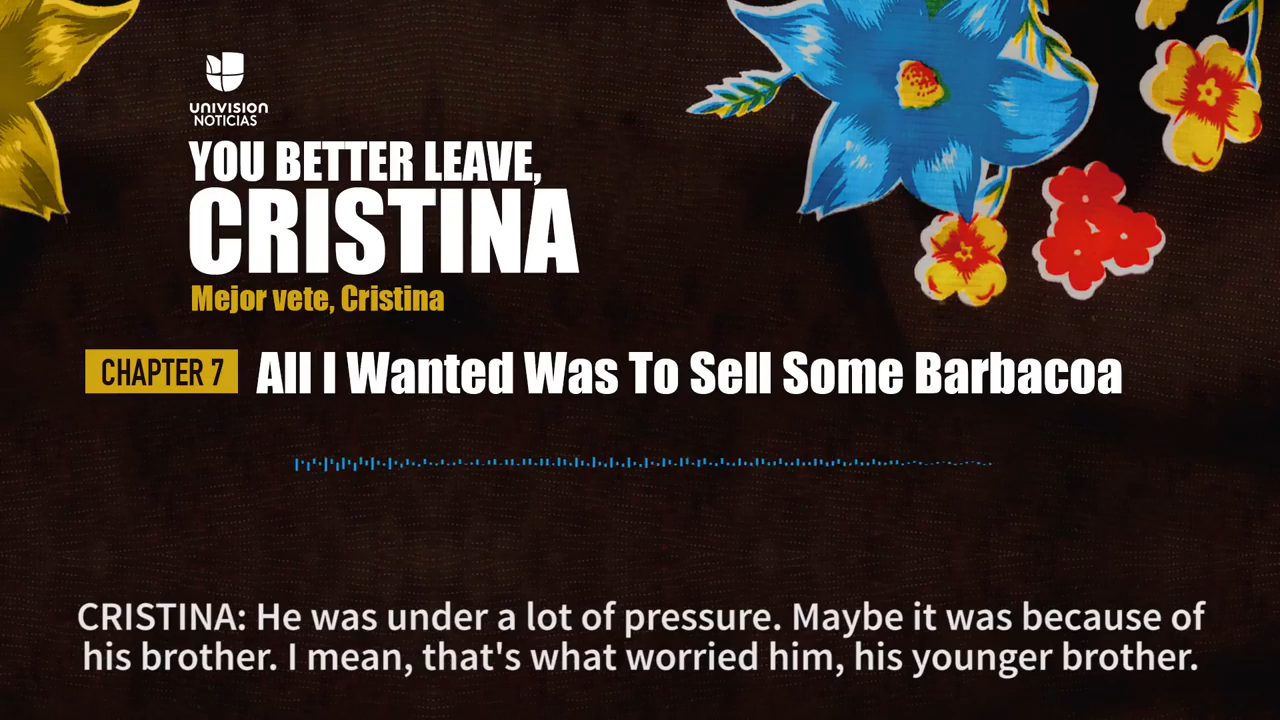 UNIVISION
NOTICIAS
YOU BETTER LEAVE,
CRISTINA
Mejor vete, Cristina
CHAPTER 7 All I Wanted Was To Sell Some Barbacoa
CRISTINA: He was under a lot of pressure. Maybe it was because of
his brother. I mean, that's what worried him, his younger brother.